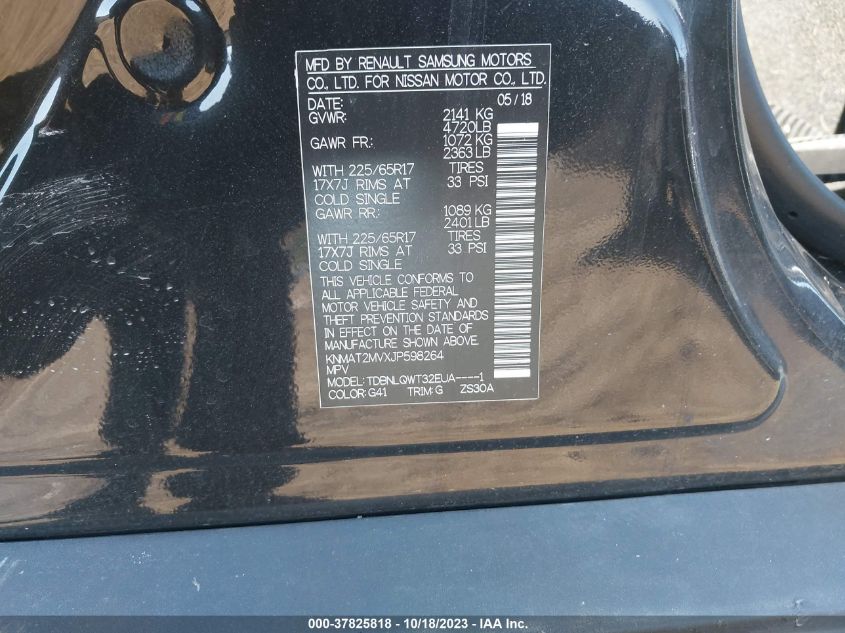 MFD BY RENAULT SAMSUNG MOTORS
CO., LTD. FOR NISSAN MOTOR CO., LTD.
DATE: 05/18
GVWR: 2141 KG
4720LB
GAWR FR: 1072 KG
2363 LB
WITH 225/65R17 TIRES
17X7J RIMS AT 33 PSI
COLD SINGLE
GAWR RR: 1089 KG
2401 LB
WITH 225/65R17 TIRES
17X7J RIMS AT 33 PSI
COLD SINGLE
THIS VEHICLE CONFORMS TO
ALL APPLICABLE FEDERAL
MOTOR VEHICLE SAFETY AND
THEFT PREVENTION STANDARDS
IN EFFECT ON THE DATE OF
MANUFACTURE SHOWN ABOVE.
KNMAT2MVXJP598264
MPV
MODEL: TDBNLQWT32EUA----1
COLOR: G41 TRIM: G ZS30A
000-37825818 - 10/18/2023 - IAA Inc.